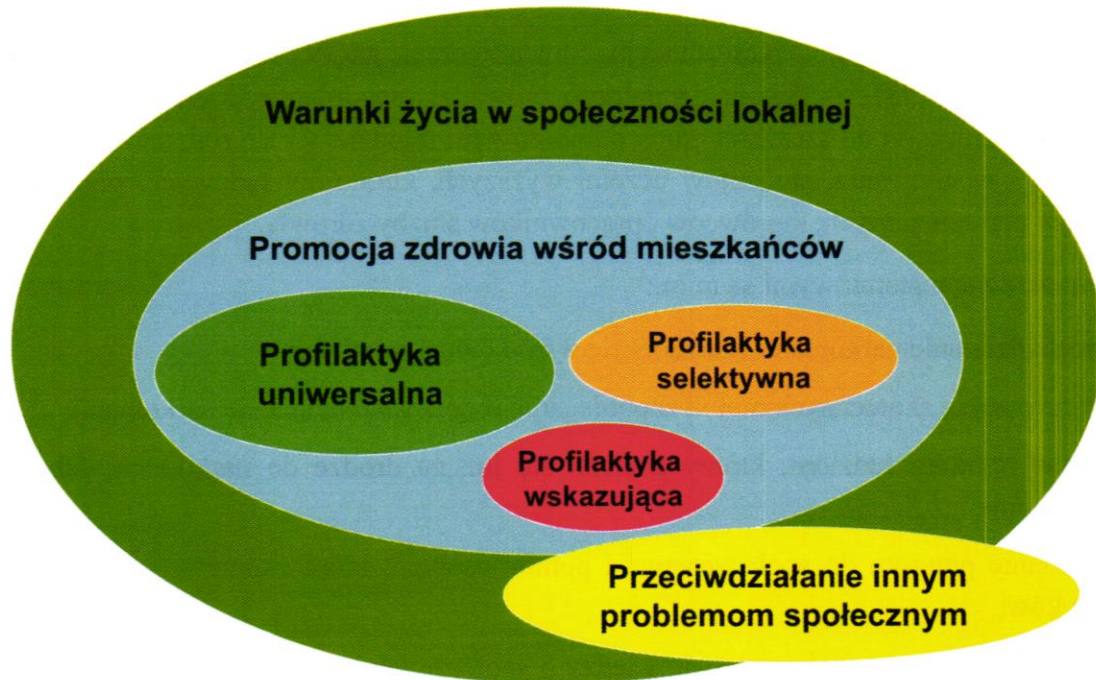 Warunki życia w społeczności lokalnej
Promocja zdrowia wśród mieszkańców
Profilaktyka
uniwersalna
Profilaktyka
selektywna
Profilaktyka
wskazująca
Przeciwdziałanie innym
problemom społecznym